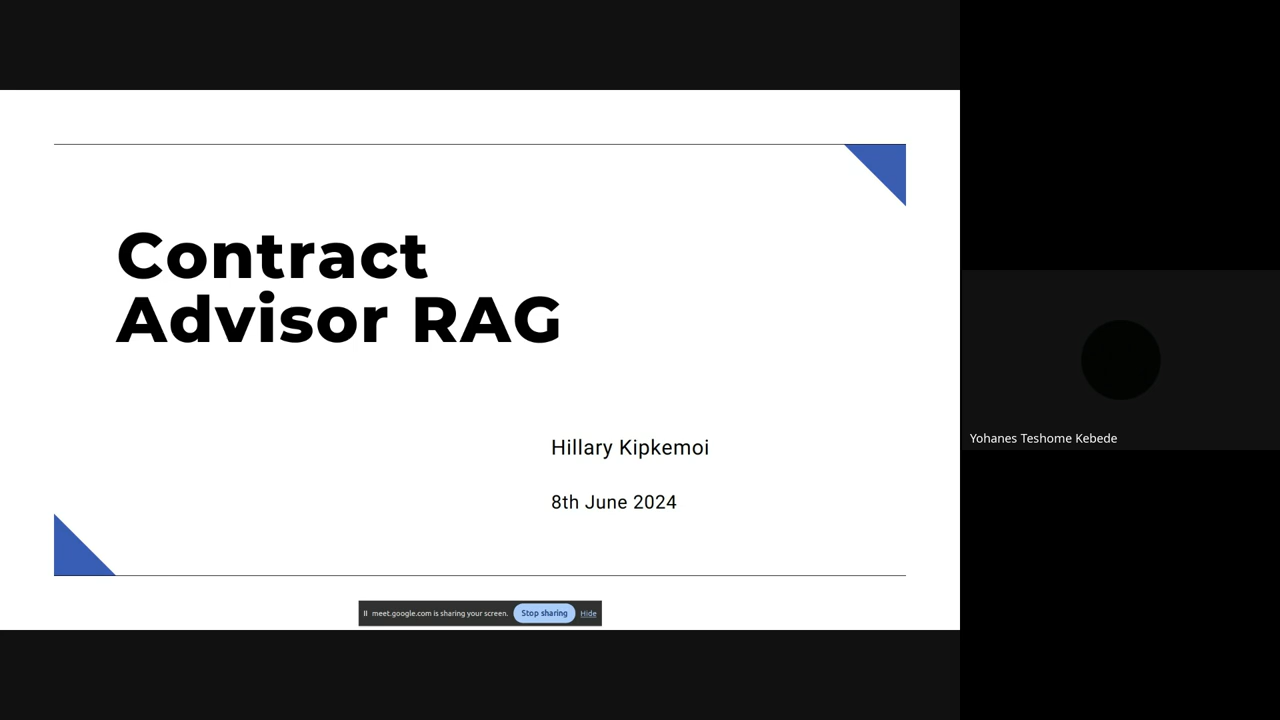 Contract
Advisor RAG
Hillary Kipkemoi
8th June 2024
Yohanes Teshome Kebede
meet.google.com is sharing your screen. Stop sharing Hide